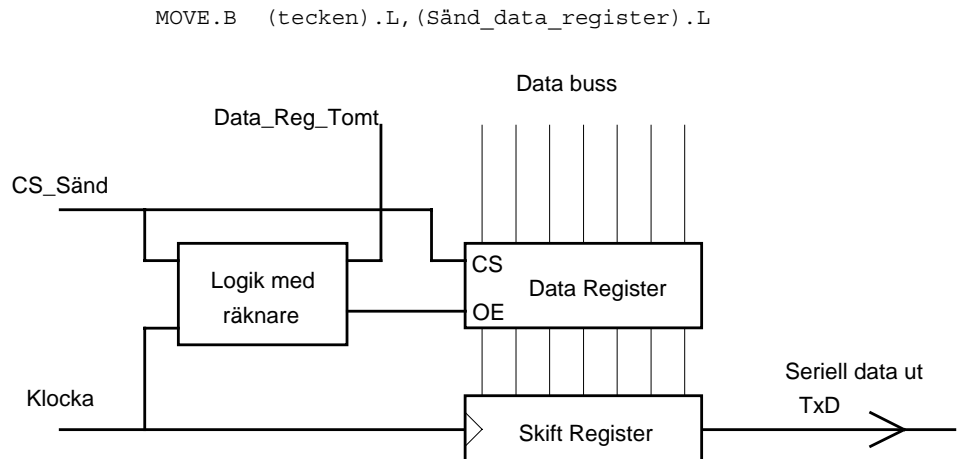 MOVE.B (tecken).L,(Sänd_data_register).L
Data buss
Data_Reg_Tomt
CS_Sänd
CS
Logik med
räknare
Data Register
OE
Seriell data ut
TxD
Klocka
Skift Register